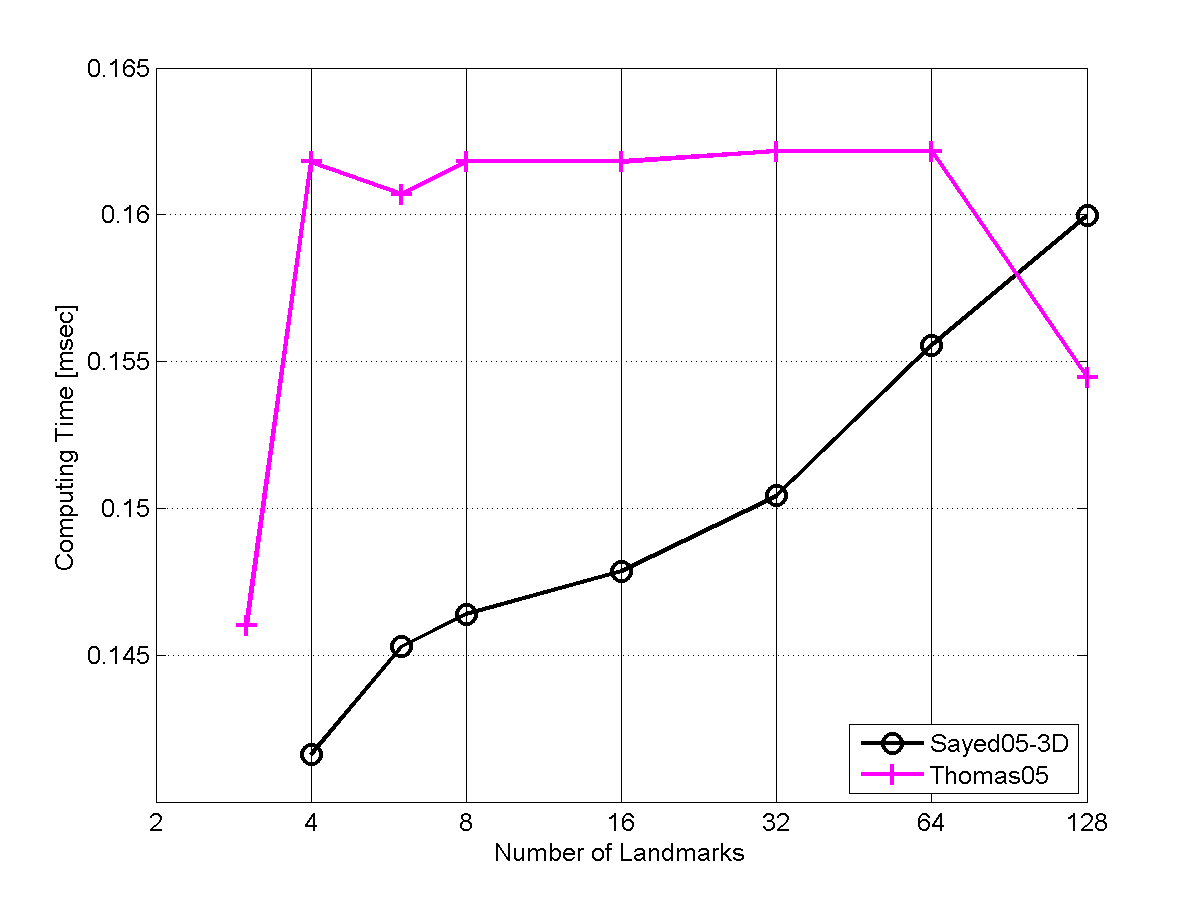 0.165
0.16
0.155
0.15
0.145
Computing Time [msec]
2 4 8 16 32 64 128
Number of Landmarks
Sayed05-3D
Thomas05